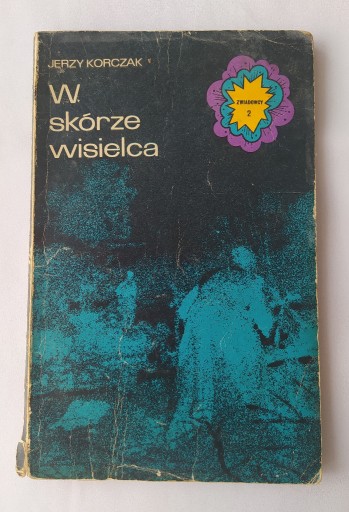 JERZY KORCZAK
W
skórze
wisielca
ZWIADOWCY
2